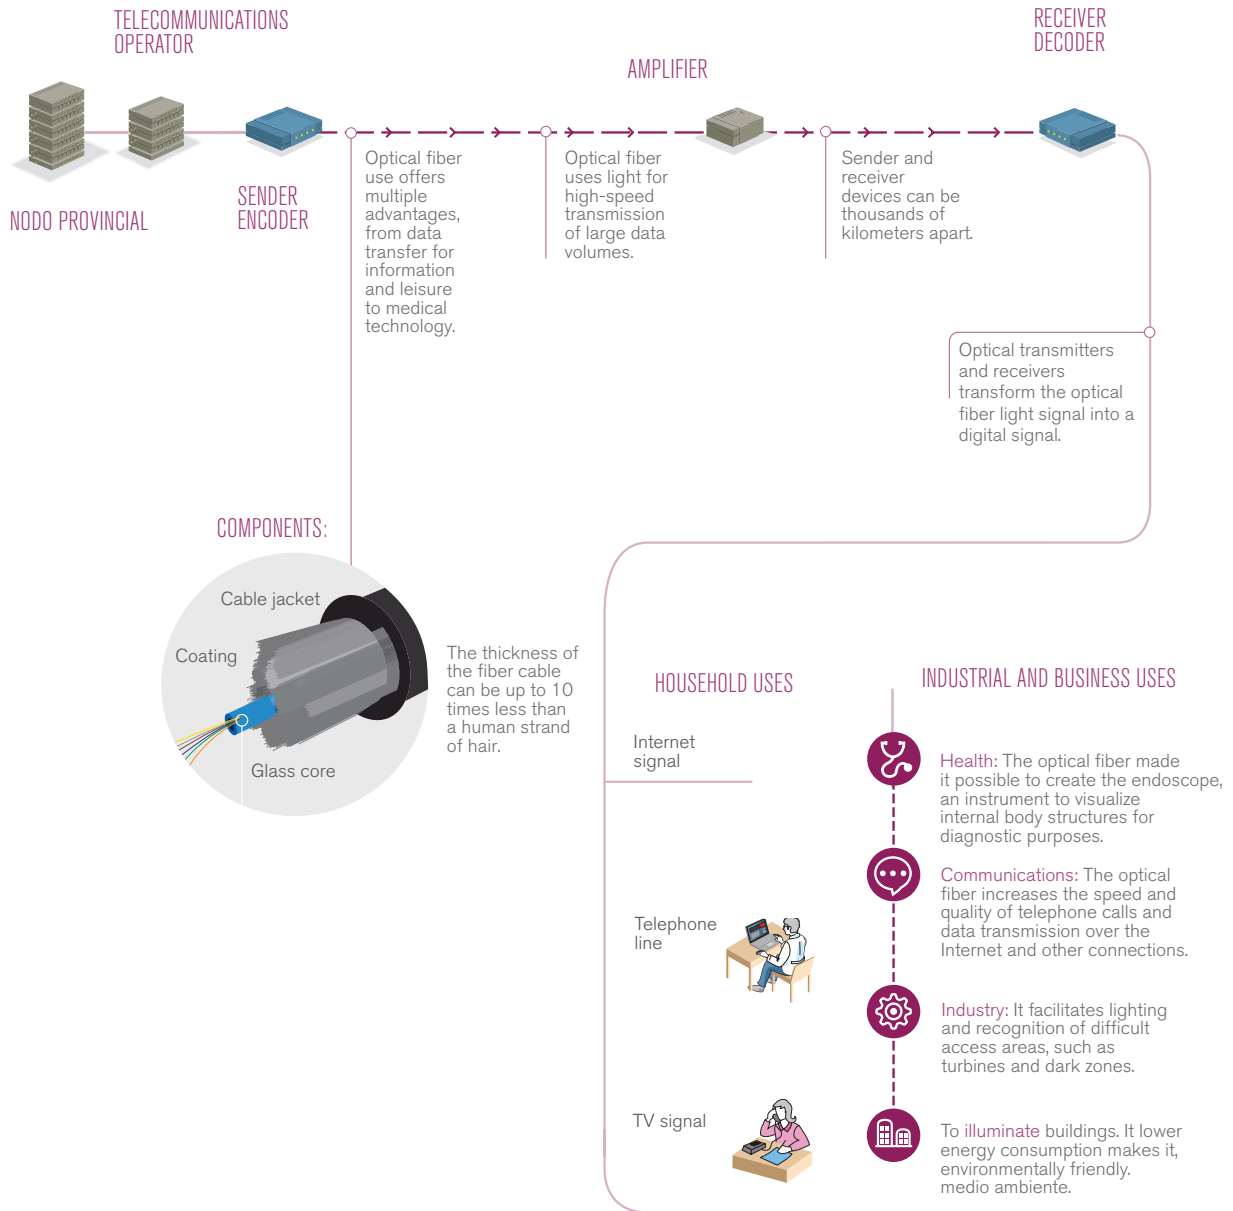 TELECOMMUNICATIONS
OPERATOR
RECEIVER
DECODER
AMPLIFIER
NODO PROVINCIAL
SENDER
ENCODER
Optical fiber
use offers
multiple
advantages,
from data
transfer for
information
and leisure
to medical
technology.
Optical fiber
uses light for
high-speed
transmission
of large data
volumes.
Sender and
receiver
devices can be
thousands of
kilometers apart.
Optical transmitters
and receivers
transform the optical
fiber light signal into a
digital signal.
COMPONENTS:
Cable jacket
Coating
Glass core
The thickness of
the fiber cable
can be up to 10
times less than
a human strand
of hair.
HOUSEHOLD USES
Internet
signal
Telephone
line
TV signal
INDUSTRIAL AND BUSINESS USES
Health: The optical fiber made
it possible to create the endoscope,
an instrument to visualize
internal body structures for
diagnostic purposes.
Communications: The optical
fiber increases the speed and
quality of telephone calls and
data transmission over the
Internet and other connections.
Industry: It facilitates lighting
and recognition of difficult
access areas, such as
turbines and dark zones.
To illuminate buildings. It lower
energy consumption makes it,
environmentally friendly.
medio ambiente.